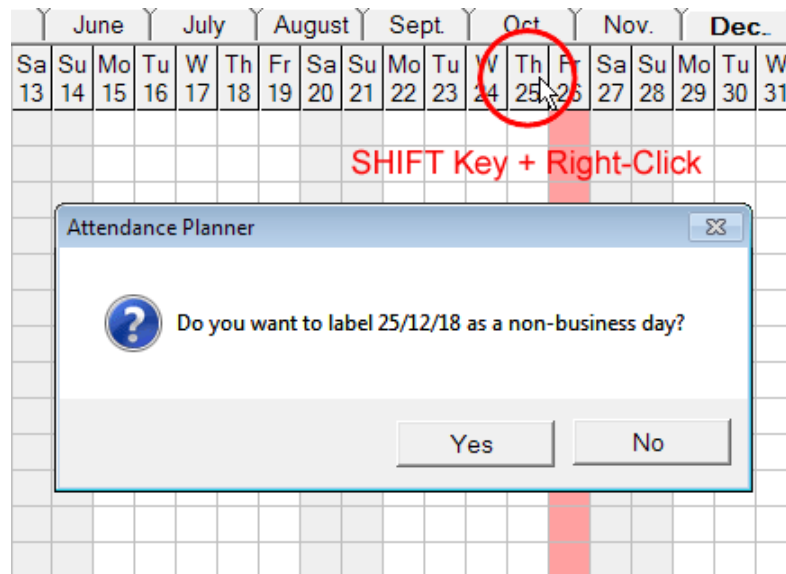 June July August Sept. Oct. Nov. Dec..
Sa Su Mo Tu W Th Fr Sa Su Mo Tu W Th Fr Sa Su Mo Tu W
13 14 15 16 17 18 19 20 21 22 23 24 25 26 27 28 29 30 31
SHIFT Key + Right-Click
Attendance Planner
Do you want to label 25/12/18 as a non-business day?
Yes No